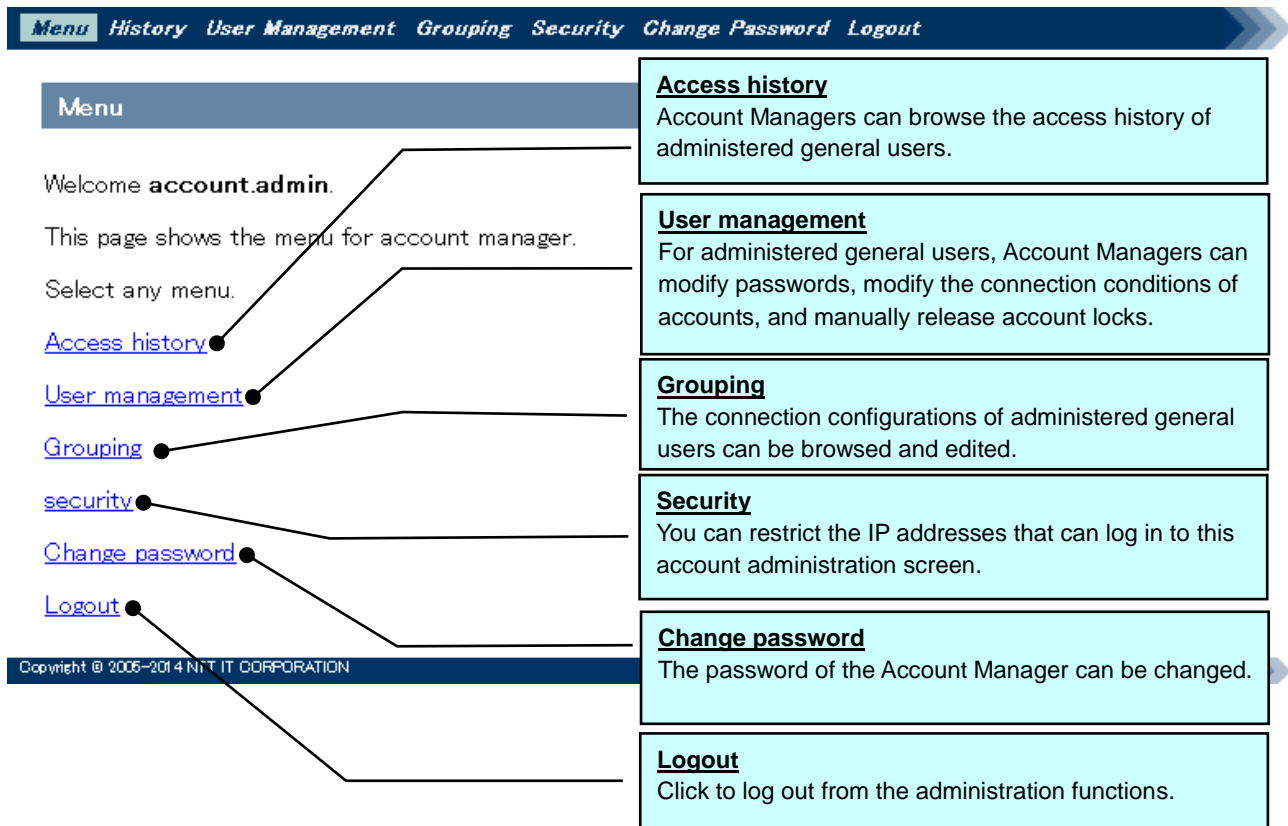 Menu History User Management Grouping Security Change Password Logout
Menu
Welcome account.admin.
This page shows the menu for account manager.
Select any menu.
Access history
User management
Grouping
security
Change password
Logout
Copyright © 2005-2014 NTT IT CORPORATION
Access history
Account Managers can browse the access history of
administered general users.
User management
For administered general users, Account Managers can
modify passwords, modify the connection conditions of
accounts, and manually release account locks.
Grouping
The connection configurations of administered general
users can be browsed and edited.
Security
You can restrict the IP addresses that can log in to this
account administration screen.
Change password
The password of the Account Manager can be changed.
Logout
Click to log out from the administration functions.